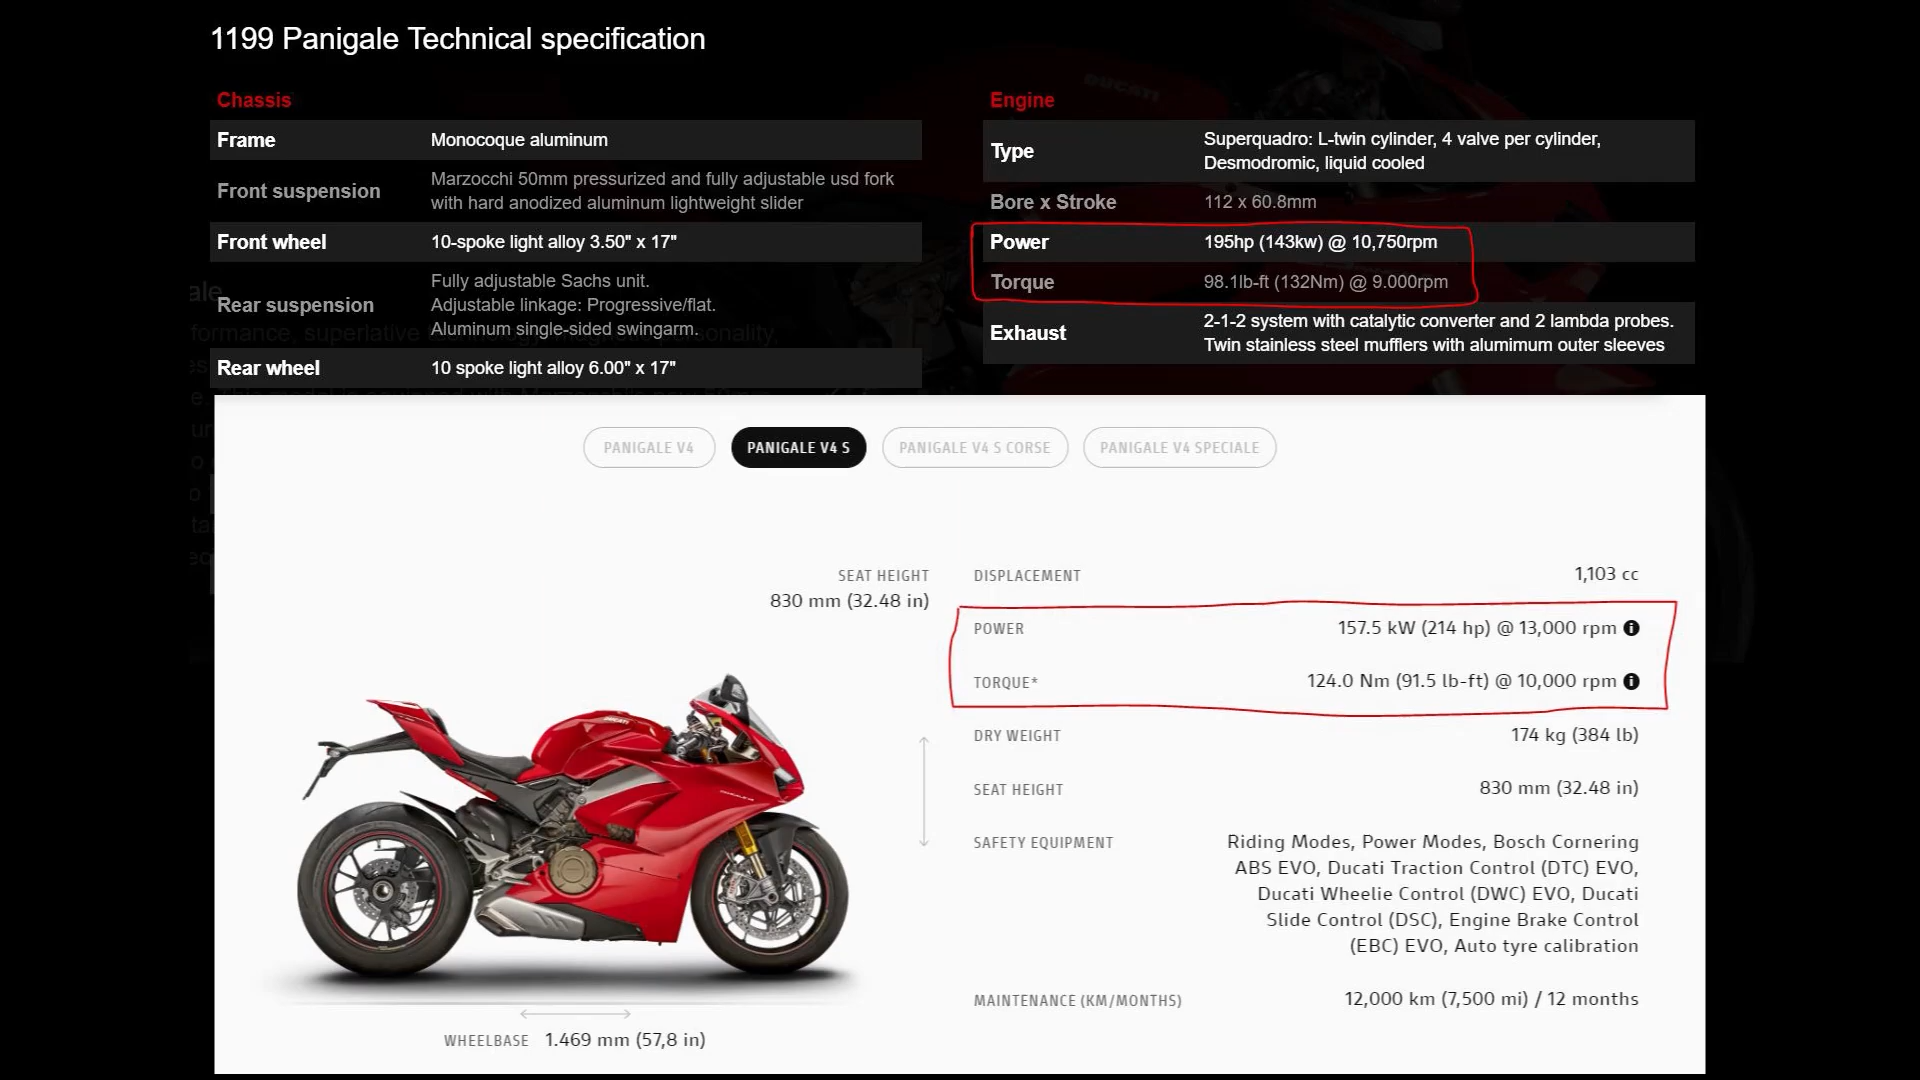 1199 Panigale Technical specification
Chassis
Frame Monocoque aluminum
Front suspension Marzocchi 50mm pressurized and fully adjustable usd fork
with hard anodized aluminum lightweight slider
Front wheel 10-spoke light alloy 3.50" x 17"
Rear suspension Fully adjustable Sachs unit.
Adjustable linkage: Progressive/flat.
Aluminum single-sided swingarm.
Rear wheel 10 spoke light alloy 6.00" x 17"
Engine
Type Superquadro: L-twin cylinder, 4 valve per cylinder,
Desmodromic, liquid cooled
Bore x Stroke 112 x 60.8mm
Power 195hp (143kw) @ 10,750rpm
Torque 98.1lb-ft (132Nm) @ 9.000rpm
Exhaust 2-1-2 system with catalytic converter and 2 lambda probes.
Twin stainless steel mufflers with alumimum outer sleeves
DUCATI
PANIGALE V4 PANIGALE V4 S PANIGALE V4 S CORSE PANIGALE V4 SPECIALE
SEAT HEIGHT
830 mm (32.48 in)
WHEELBASE 1.469 mm (57,8 in)
DISPLACEMENT 1,103 cc
POWER 157.5 kW (214 hp) @ 13,000 rpm
TORQUE* 124.0 Nm (91.5 lb-ft) @ 10,000 rpm
DRY WEIGHT 174 kg (384 lb)
SEAT HEIGHT 830 mm (32.48 in)
SAFETY EQUIPMENT Riding Modes, Power Modes, Bosch Cornering
ABS EVO, Ducati Traction Control (DTC) EVO,
Ducati Wheelie Control (DWC) EVO, Ducati
Slide Control (DSC), Engine Brake Control
(EBC) EVO, Auto tyre calibration
MAINTENANCE (KM/MONTHS) 12,000 km (7,500 mi) / 12 months